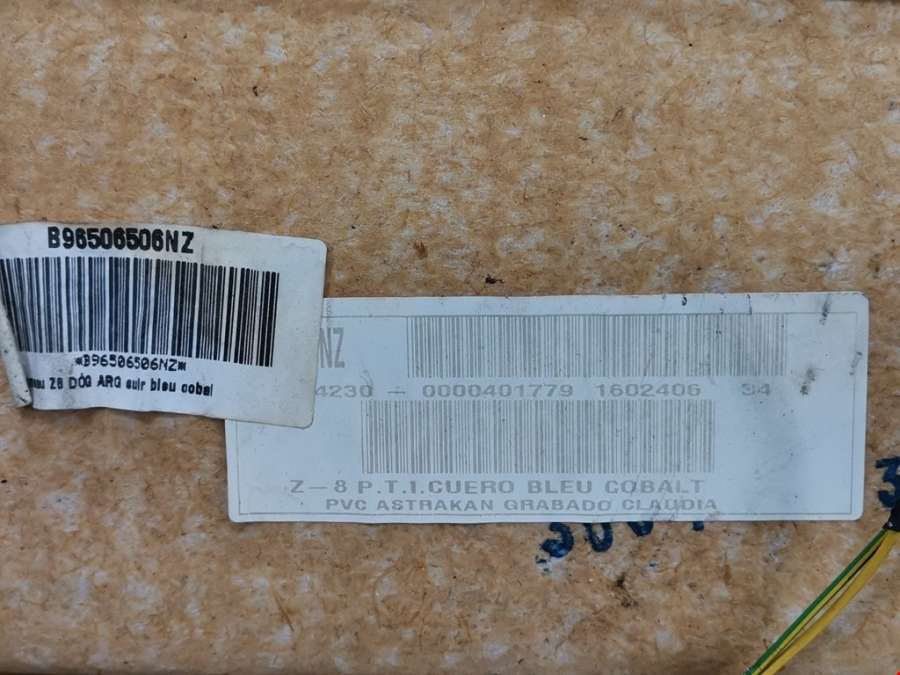 B96506506NZ
*B96506506NZ*
Z8 DOG ARG cuir bleu cobal
NZ
4230 - 0000401779 1602406 34
Z-8 P.T.I.CUERO BLEU COBALT
PVC ASTRAKAN GRABADO CLAUDIA